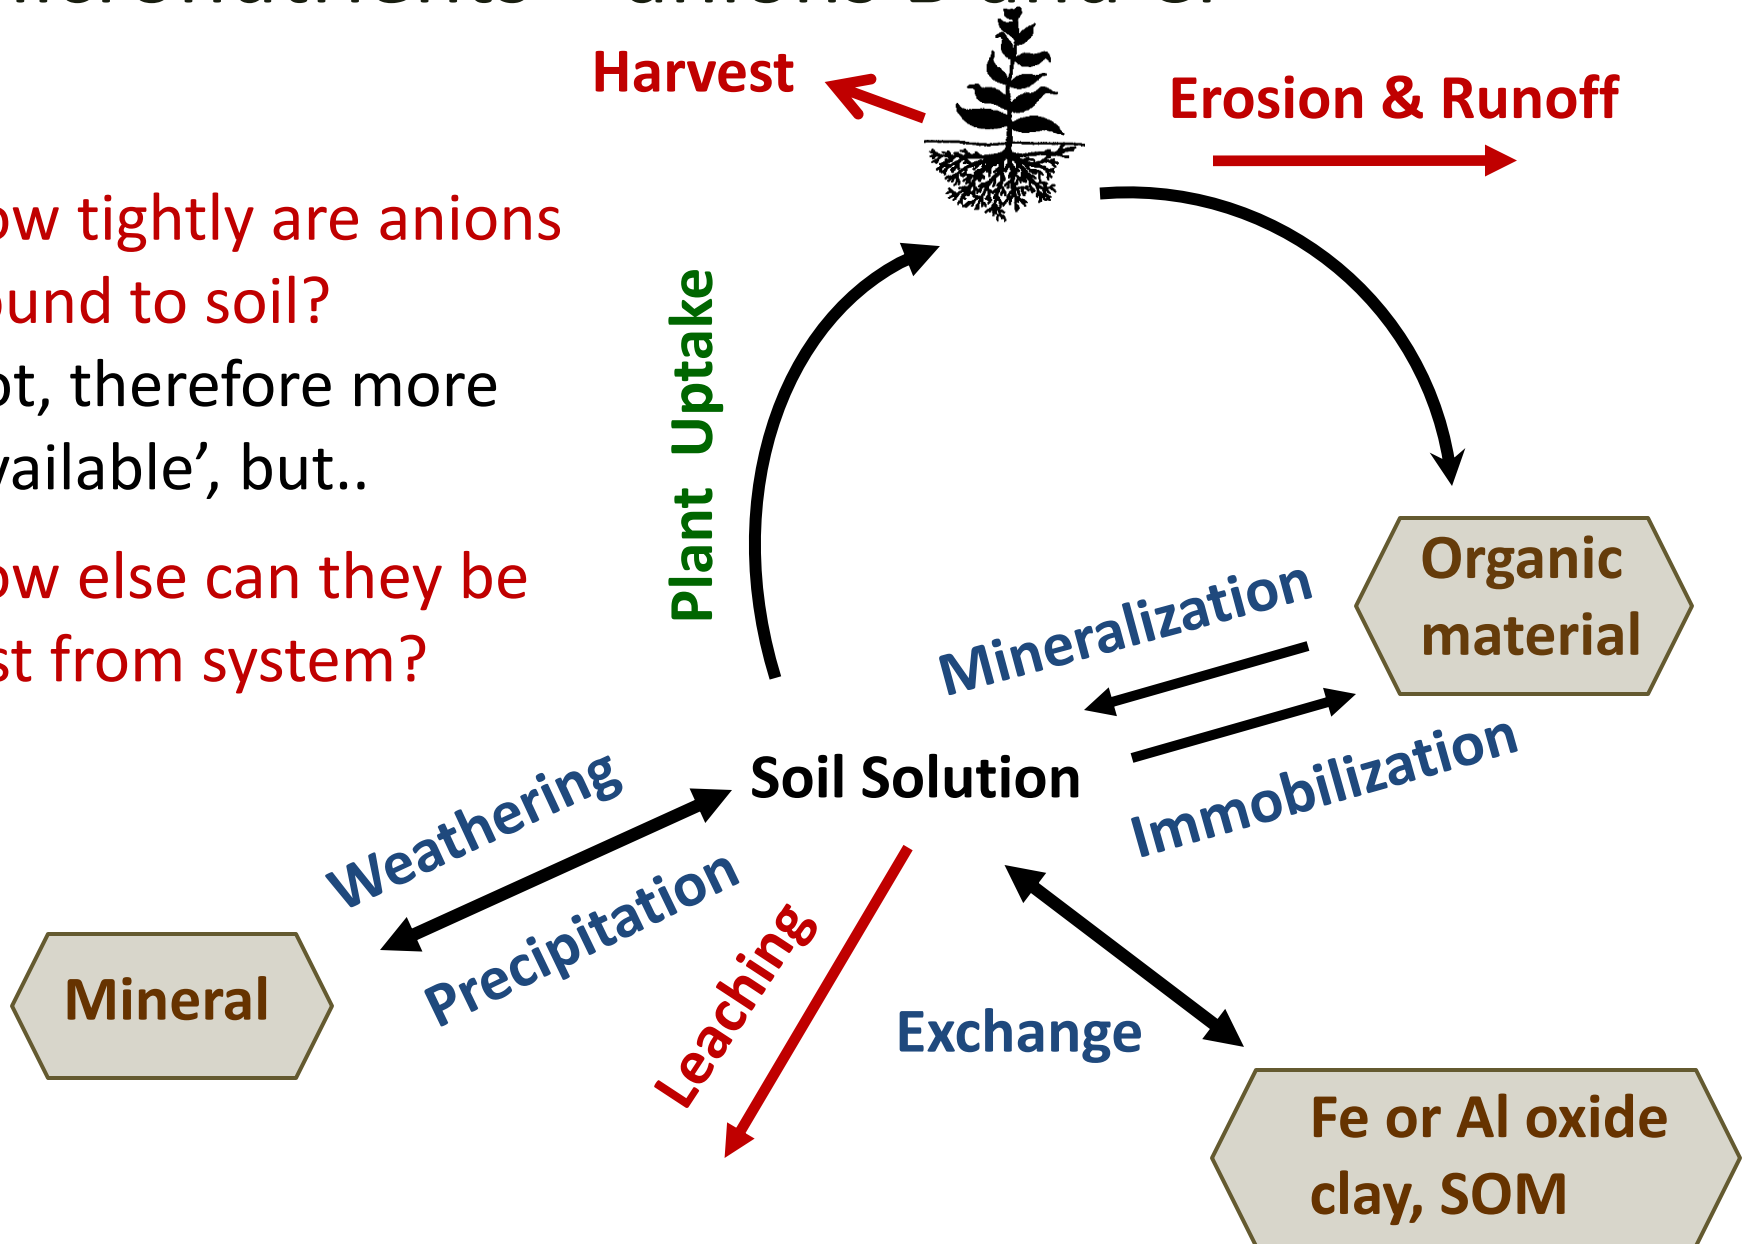 Harvest
Erosion & Runoff
ow tightly are anions
ound to soil?
ot, therefore more
vailable’, but..
ow else can they be
st from system?
Plant Uptake
Organic
material
Mineralization
Immobilization
Soil Solution
Weathering
Precipitation
Mineral
Leaching
Exchange
Fe or Al oxide
clay, SOM